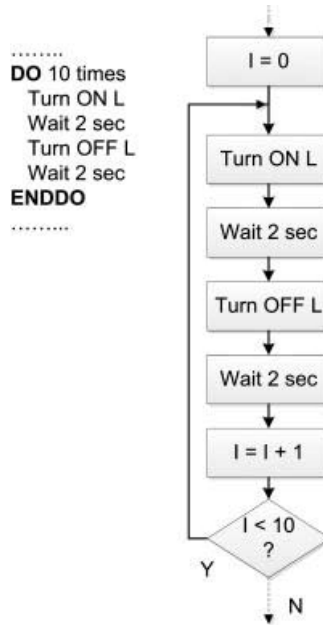 ........
DO 10 times
Turn ON L
Wait 2 sec
Turn OFF L
Wait 2 sec
ENDDO
.........
I = 0
Turn ON L
Wait 2 sec
Turn OFF L
Wait 2 sec
I = I + 1
I < 10
?
Y
N